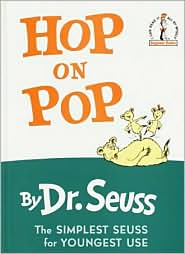 HOP
ON
POP
By Dr. Seuss
The SIMPLEST SEUSS
for YOUNGEST USE